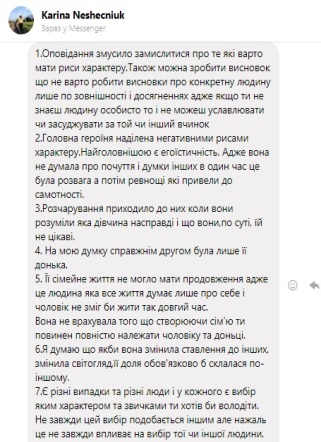 Karina Neshecniuk
Зараз у Messenger
1.Оповідання змусило замислитися про те які варто
мати риси характеру.Також можна зробити висновок
що не варто робити висновки про конкретну людину
лише по зовнішності і досягненнях адже якщо ти не
знаєш людину особисто то і не можеш уславлювати
чи засуджувати за той чи інший вчинок
2.Головна героїня наділена негативними рисами
характеру.Найголовнішою є егоїстичність. Адже вона
не думала про почуття і думки інших в один час це
була розвага а потім ревнощі які привели до
самотності.
3.Розчарування приходило до них коли вони
розуміли яка дівчина насправді і що вони,по суті, їй
не цікаві.
4. На мою думку справжнім другом була лише її
донька.
5. Її сімейне життя не могло мати продовження адже
це людина яка все життя думає лише про себе і
чоловік не зміг би жити так довгий час.
Вона не врахувала того що створюючи сім'ю ти
повинен повністю належати чоловіку та доньці.
6.Я думаю що якби вона змінила ставлення до інших,
змінила світогляд,її доля обов'язково б склалася по-
іншому.
7.Є різні випадки та різні люди і у кожного є вибір
яким характером та звичками ти хотів би володіти.
Не завжди цей вибір подобається іншим але нажаль
це не завжди впливає на вибір тої чи іншої людини.